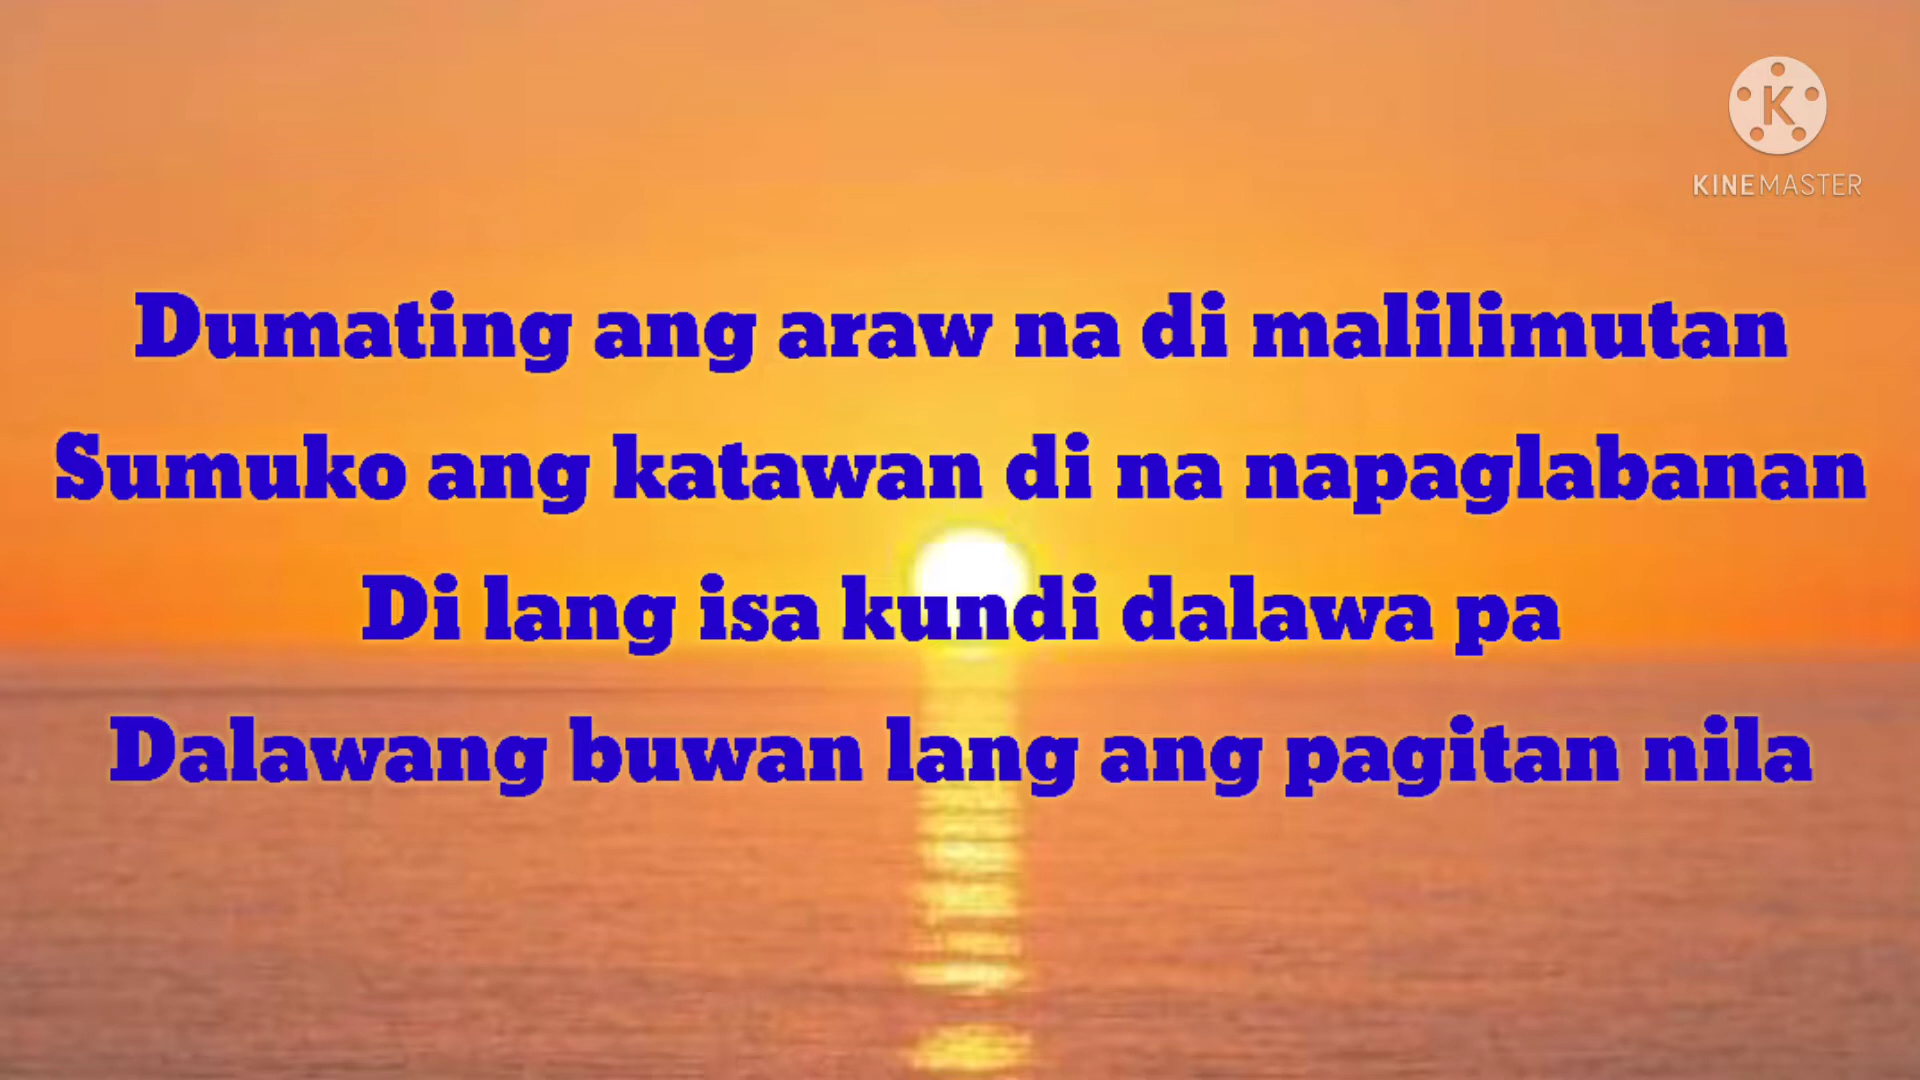 K
KINEMASTER
Dumating ang araw na di malilimutan
Sumuko ang katawan di na napaglabanan
Di lang isa kundi dalawa pa
Dalawang buwan lang ang pagitan nila